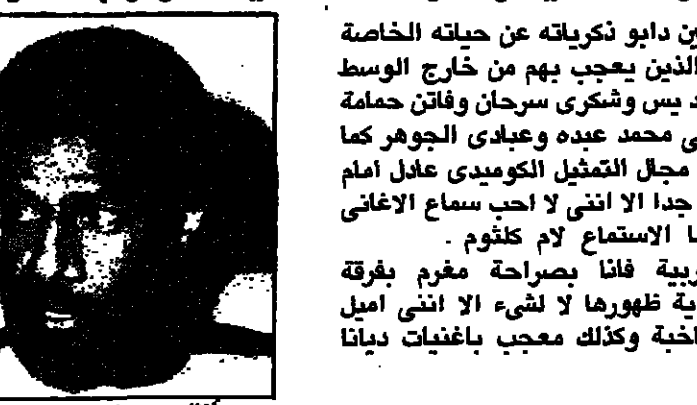 ين دابو ذكرياته عن حياته الخاصة
الذين يعجب بهم من خارج الوسط
د يس وشكرى سرحان وفاتن حمامة
ى محمد عبده وعبادى الجوهر كما
مجال التمثيل الكوميدى عادل امام
جدا الا اننى لا احب سماع الاغانى
ا الاستماع لام كلثوم .
ربية فانا بصراحة مغرم بفرقة
ية ظهورها لا لشىء الا اننى اميل
اخبة وكذلك معجب باغنيات ديانا